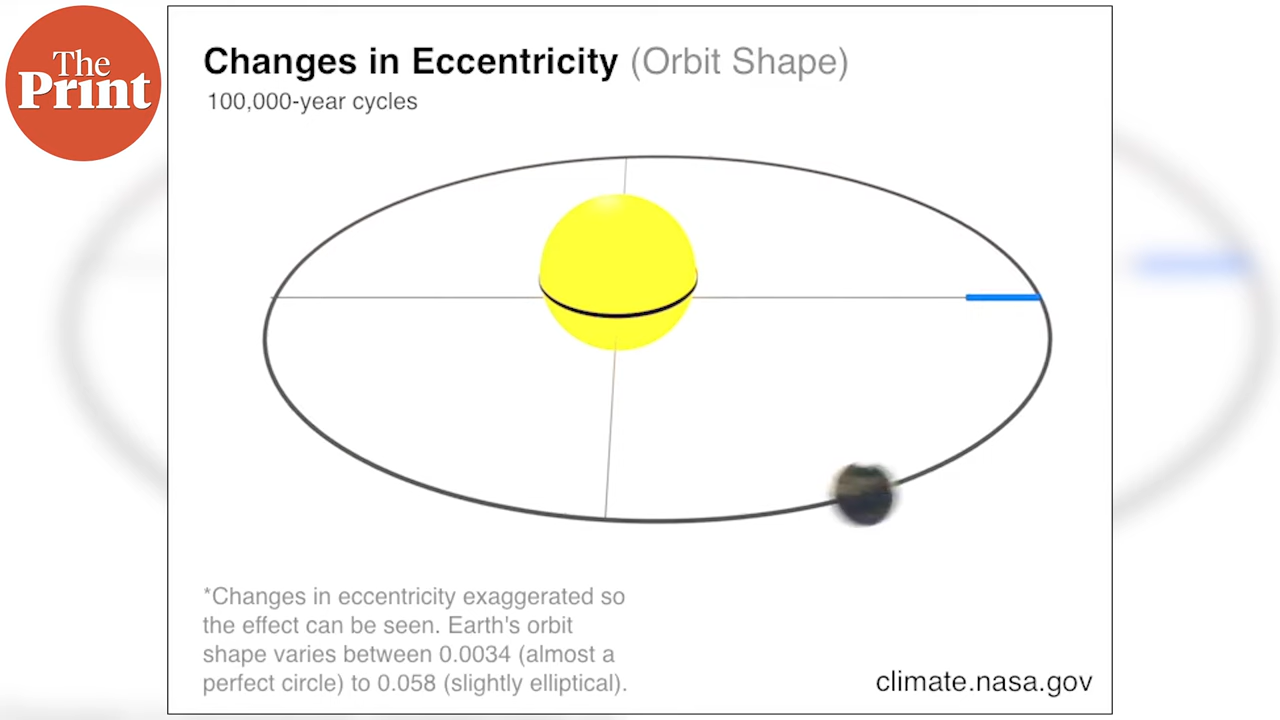 The
Print
Changes in Eccentricity (Orbit Shape)
100,000-year cycles
*Changes in eccentricity exaggerated so
the effect can be seen. Earth's orbit
shape varies between 0.0034 (almost a
perfect circle) to 0.058 (slightly elliptical).
climate.nasa.gov